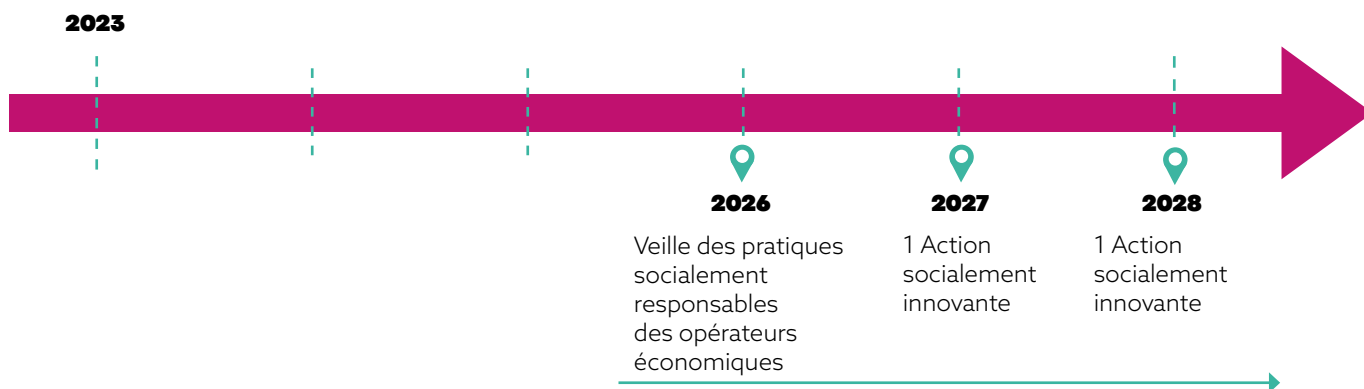 2023
2026
Veille des pratiques
socialement
responsables
des opérateurs
économiques
2027
1 Action
socialement
innovante
2028
1 Action
socialement
innovante